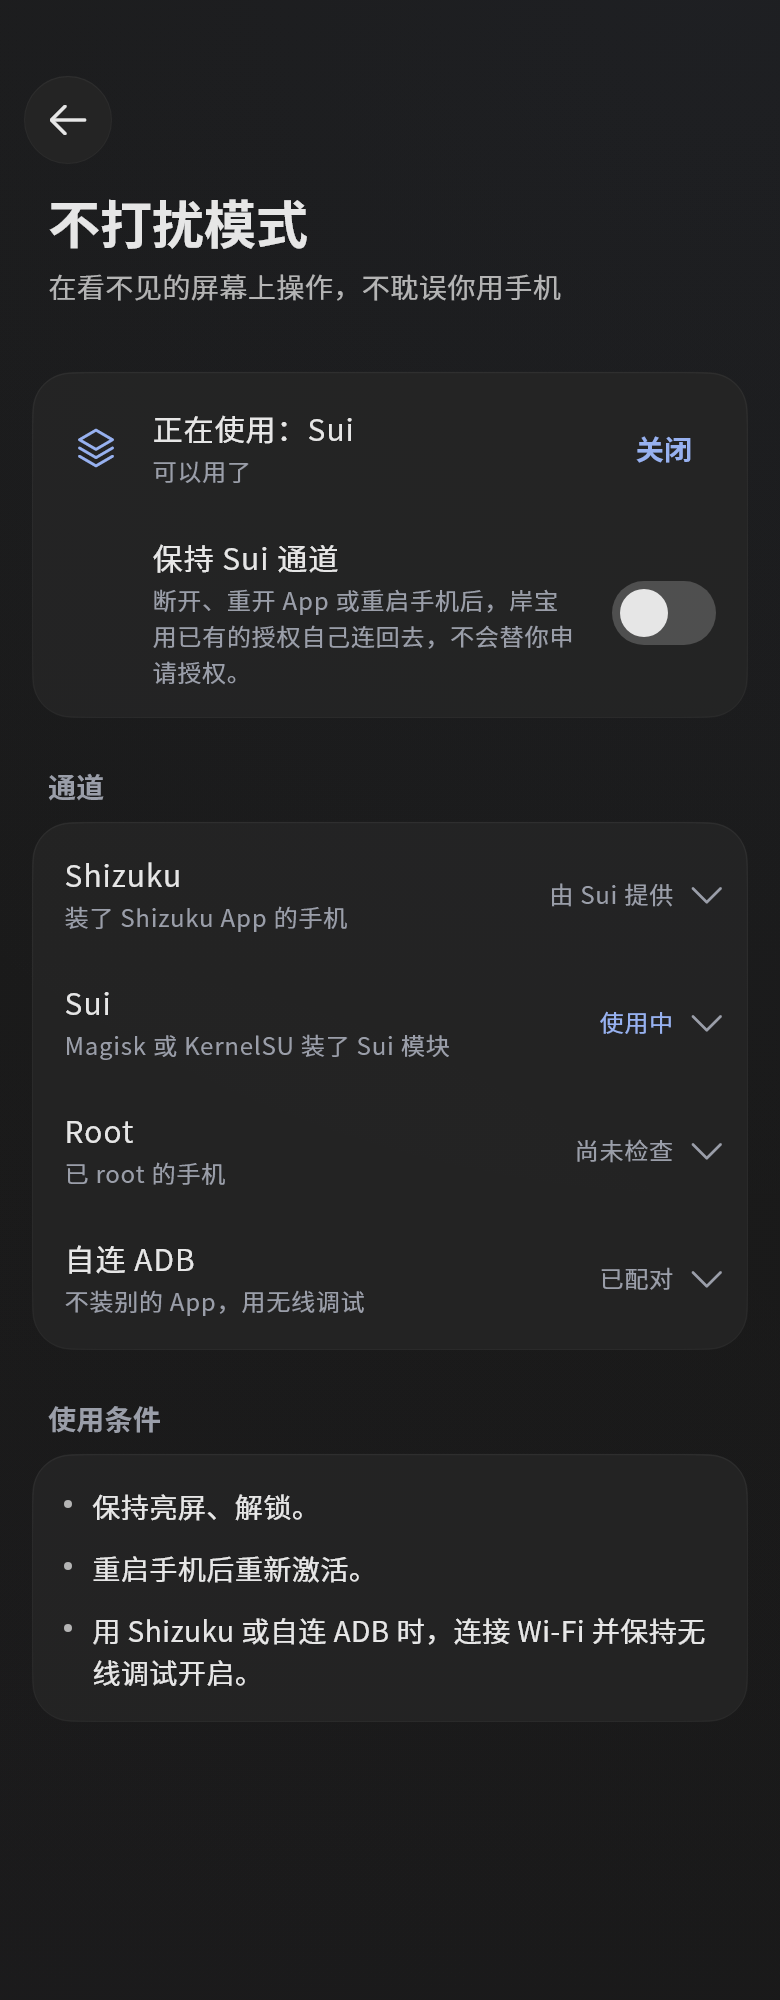 不打扰模式
在看不见的屏幕上操作，不耽误你用手机
正在使用：Sui
可以用了
关闭
保持 Sui 通道
断开、重开 App 或重启手机后，岸宝
用已有的授权自己连回去，不会替你申
请授权。
通道
Shizuku
装了 Shizuku App 的手机
由 Sui 提供
Sui
Magisk 或 KernelSU 装了 Sui 模块
使用中
Root
已 root 的手机
尚未检查
自连 ADB
不装别的 App，用无线调试
已配对
使用条件
• 保持亮屏、解锁。
• 重启手机后重新激活。
• 用 Shizuku 或自连 ADB 时，连接 Wi-Fi 并保持无
线调试开启。